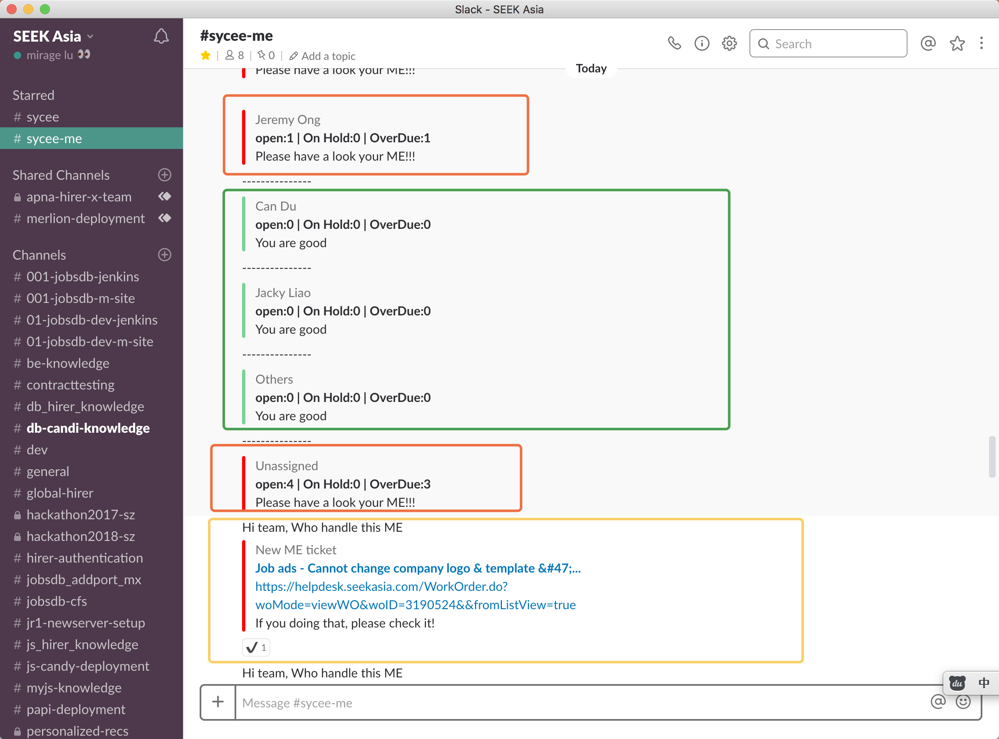 Slack - SEEK Asia
SEEK Asia
mirage lu 👀
Starred
# sycee
# sycee-me
Shared Channels
apna-hirer-x-team
# merlion-deployment
Channels
# 001-jobsdb-jenkins
# 001-jobsdb-m-site
# 01-jobsdb-dev-jenkins
# 01-jobsdb-dev-m-site
# be-knowledge
# contracttesting
# db_hirer_knowledge
# db-candi-knowledge
# dev
# general
# global-hirer
hackathon2017-sz
hackathon2018-sz
# hirer-authentication
# jobsdb_addport_mx
# jobsdb-cfs
# jr1-newserver-setup
# js_hirer_knowledge
# js-candy-deployment
# myjs-knowledge
# papi-deployment
personalized-recs
#sycee-me
8 | 0 | Add a topic
Search
Today
Please have a look your ME!!!
Jeremy Ong
open:1 | On Hold:0 | OverDue:1
Please have a look your ME!!!
---------------
Can Du
open:0 | On Hold:0 | OverDue:0
You are good
---------------
Jacky Liao
open:0 | On Hold:0 | OverDue:0
You are good
---------------
Others
open:0 | On Hold:0 | OverDue:0
You are good
---------------
Unassigned
open:4 | On Hold:0 | OverDue:3
Please have a look your ME!!!
Hi team, Who handle this ME
New ME ticket
Job ads - Cannot change company logo & template &#47;...
https://helpdesk.seekasia.com/WorkOrder.do?
woMode=viewWO&woID=3190524&&fromListView=true
If you doing that, please check it!
✔ 1
Hi team, Who handle this ME
Message #sycee-me
du 中